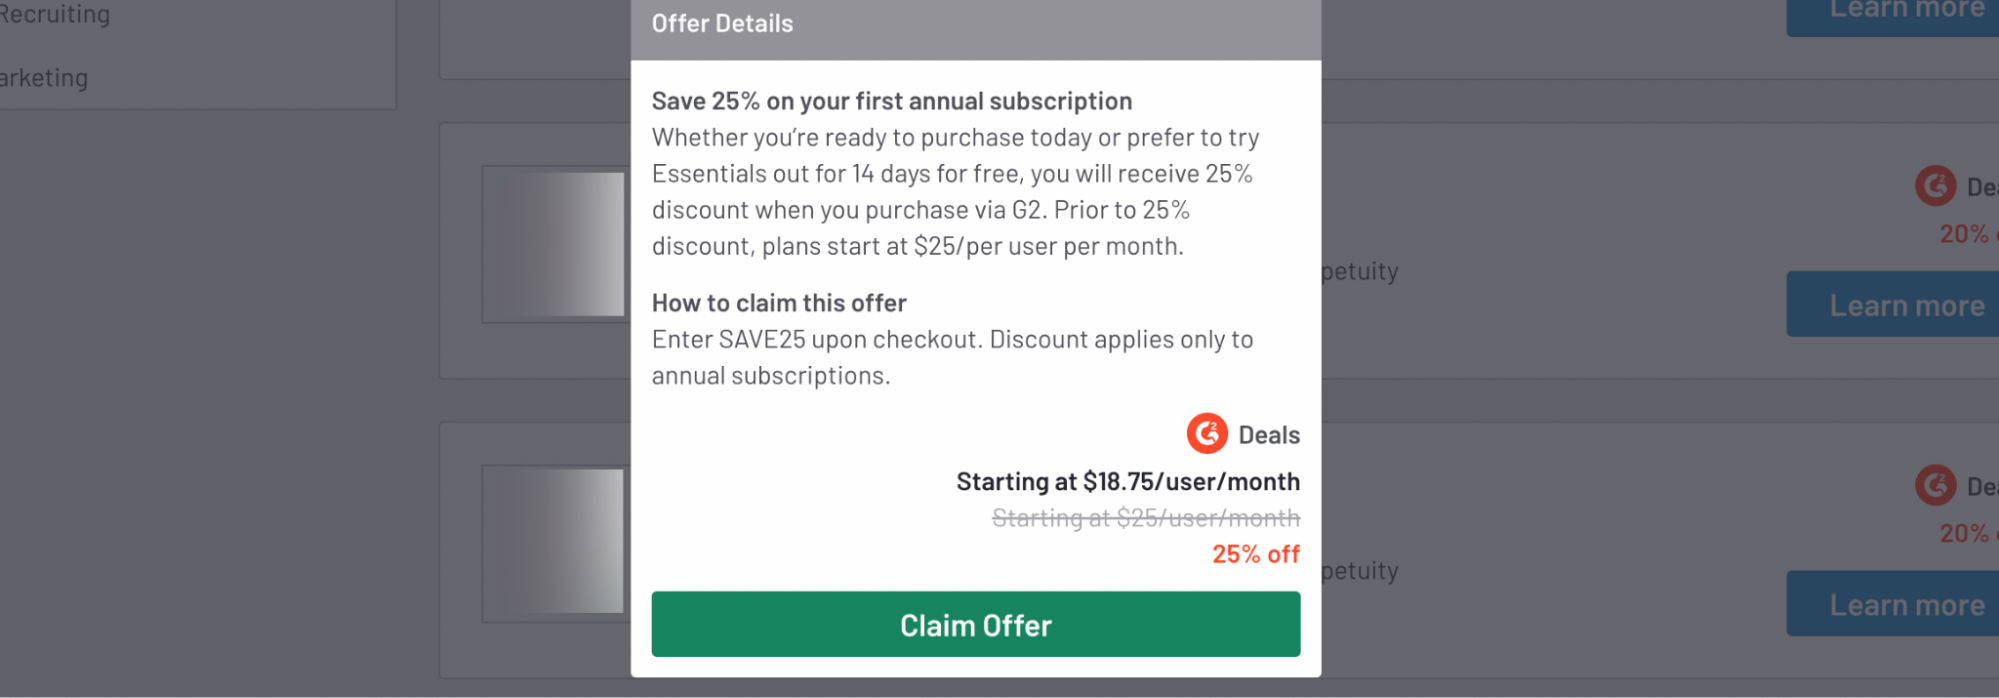 Recruiting
arketing
Learn more
Offer Details
Save 25% on your first annual subscription
Whether you’re ready to purchase today or prefer to try
Essentials out for 14 days for free, you will receive 25%
discount when you purchase via G2. Prior to 25%
discount, plans start at $25/per user per month.
How to claim this offer
Enter SAVE25 upon checkout. Discount applies only to
annual subscriptions.
Deals
Starting at $18.75/user/month
Starting at $25/user/month
25% off
Claim Offer
petuity
20%
Learn more
petuity
20%
Learn more